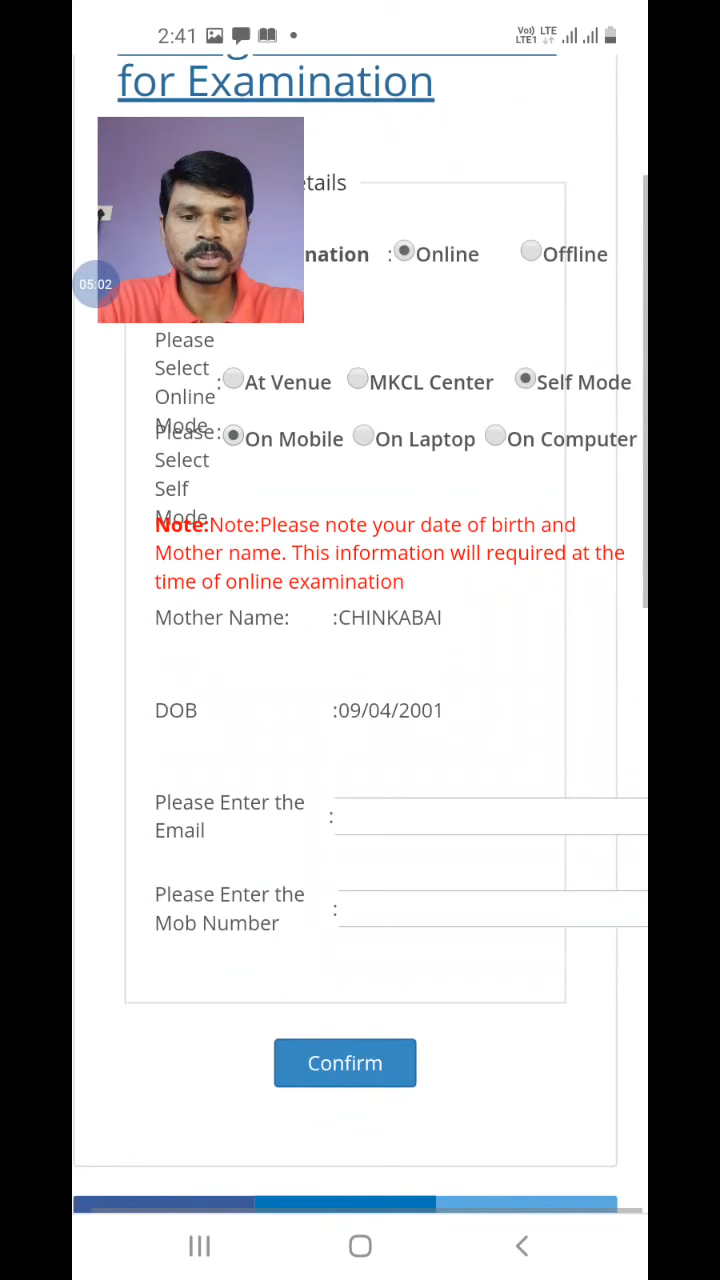 2:41
Vo) LTE
LTE1
for Examination
etails
nation : Online Offline
05:02
Please
Select
Online
Mode
: At Venue MKCL Center Self Mode
Please
Select
Self
Mode
: On Mobile On Laptop On Computer
Note:Note:Please note your date of birth and
Mother name. This information will required at the
time of online examination
Mother Name: :CHINKABAI
DOB :09/04/2001
Please Enter the
Email :
Please Enter the
Mob Number :
Confirm